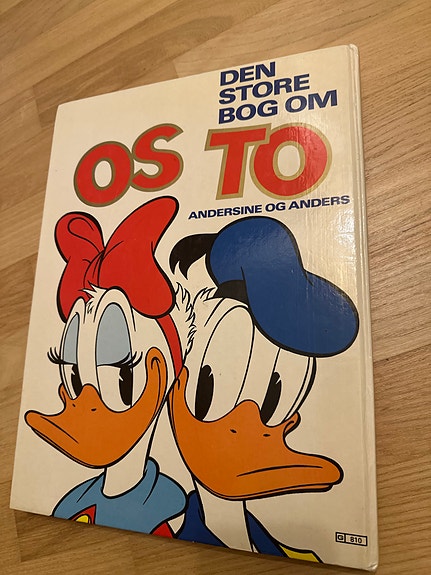 DEN
STORE
BOG OM
OS TO
ANDERSINE OG ANDERS
G 810